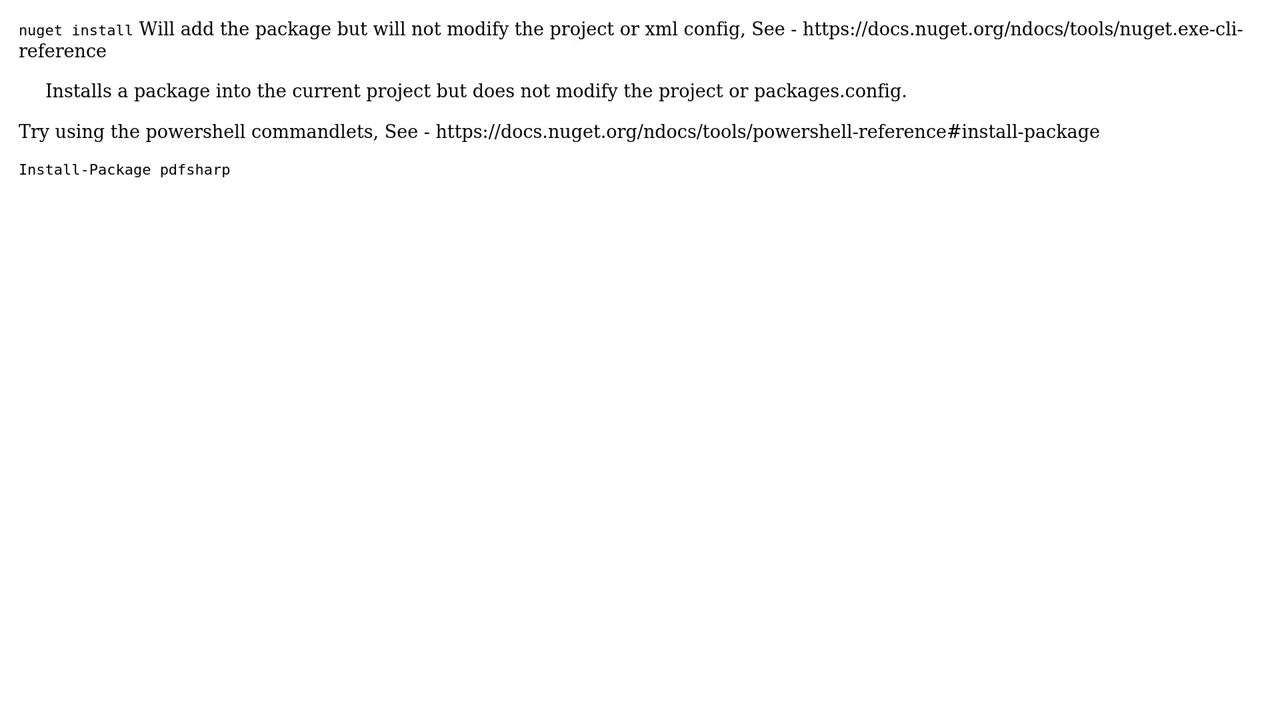 nuget install Will add the package but will not modify the project or xml config, See - https://docs.nuget.org/ndocs/tools/nuget.exe-cli-
reference
Installs a package into the current project but does not modify the project or packages.config.
Try using the powershell commandlets, See - https://docs.nuget.org/ndocs/tools/powershell-reference#install-package
Install-Package pdfsharp